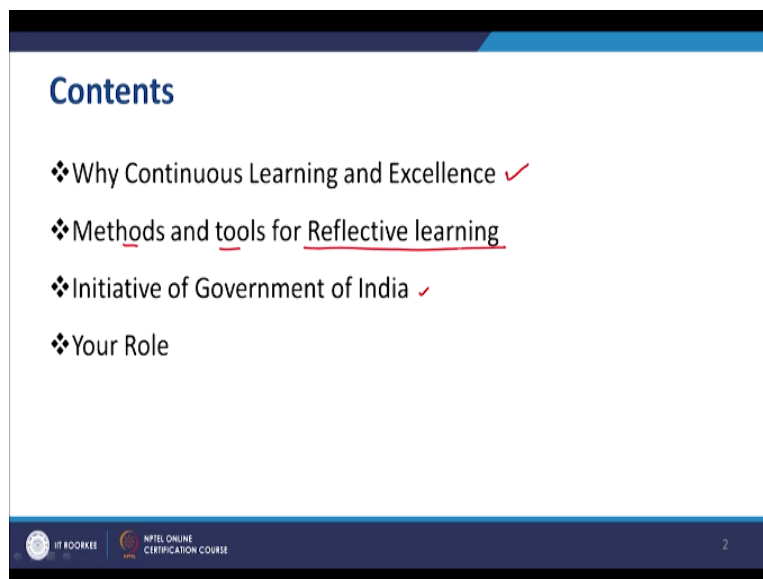 Contents
❖Why Continuous Learning and Excellence
❖Methods and tools for Reflective learning
❖Initiative of Government of India
❖Your Role
IIT ROORKEE
NPTEL ONLINE
CERTIFICATION COURSE
2